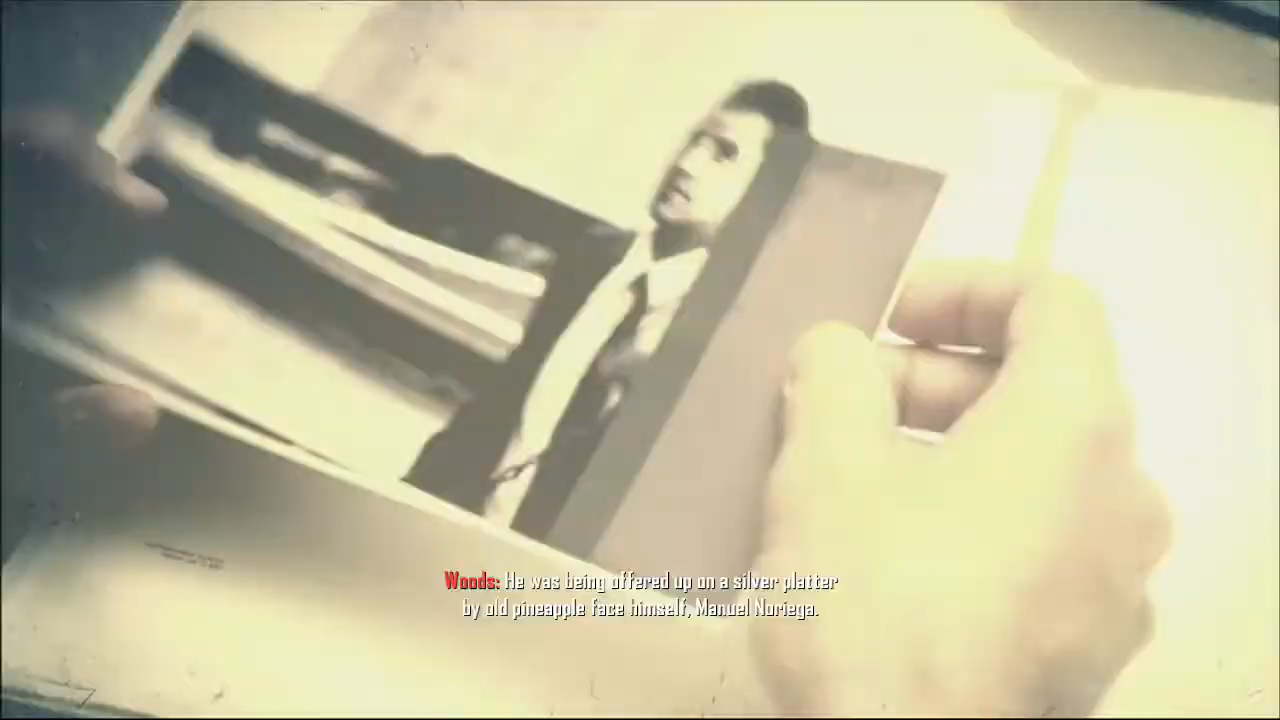 Woods: He was being offered up on a silver platter
by old pineapple face himself, Manuel Noriega.